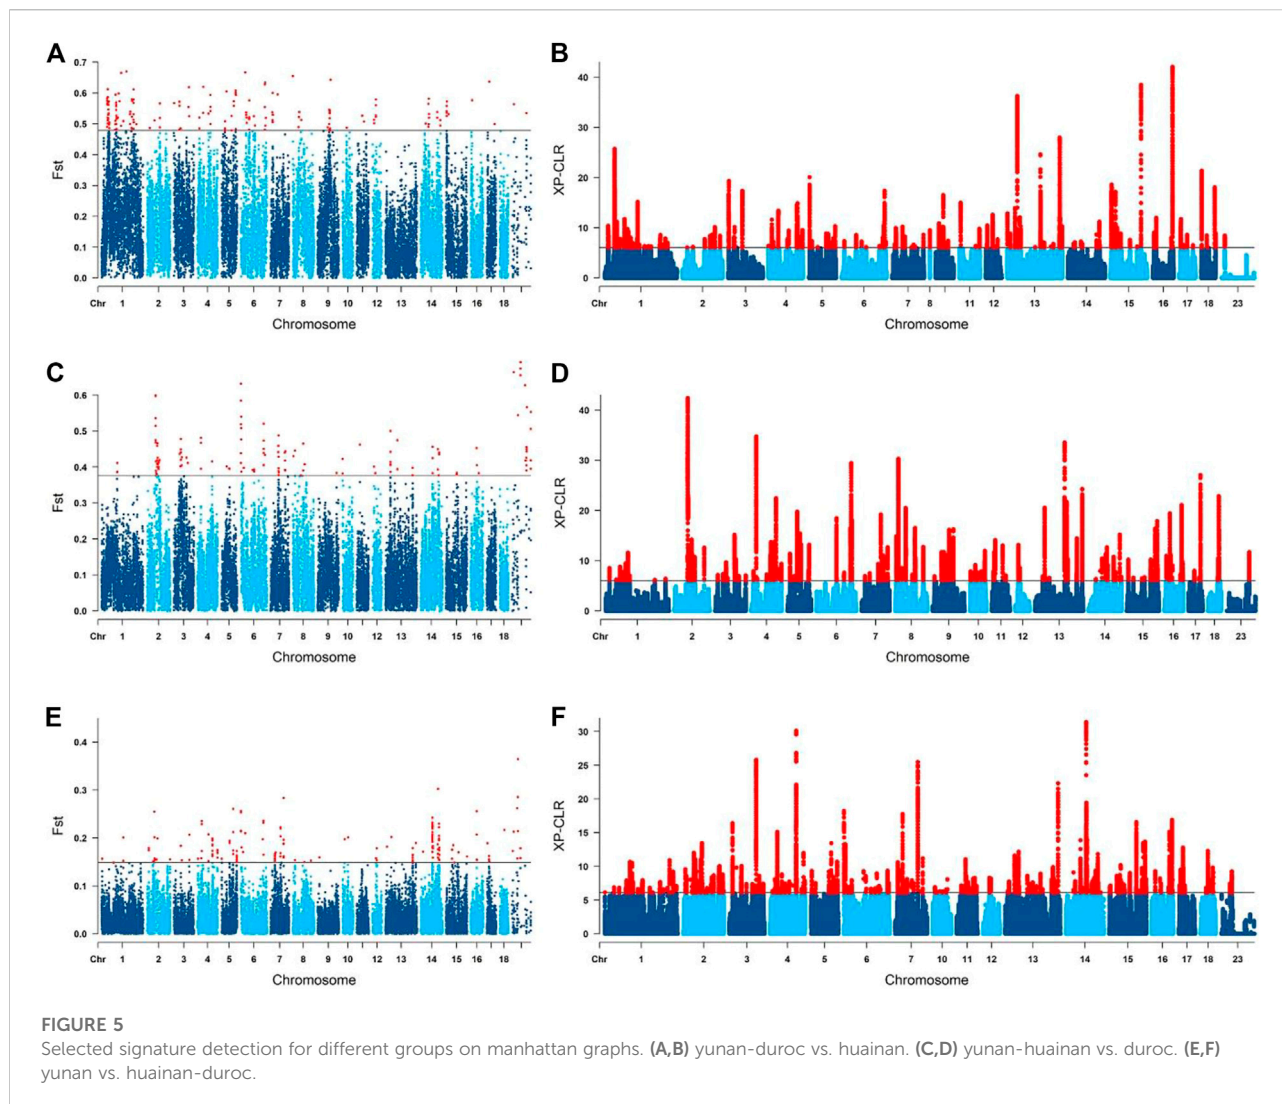 A
Fst
0.7
0.6
0.5
0.4
0.3
0.2
0.1
0.0
Chr 1 2 3 4 5 6 7 8 9 10 11 12 13 14 15 16 18
Chromosome
B
XP-CLR
40
30
20
10
0
Chr 1 2 3 4 5 6 7 8 9 11 12 13 14 15 16 17 18 23
Chromosome
C
Fst
0.6
0.5
0.4
0.3
0.2
0.1
0.0
Chr 1 2 3 4 5 6 7 8 9 10 11 12 13 14 15 16 18
Chromosome
D
XP-CLR
40
30
20
10
0
Chr 1 2 3 4 5 6 7 8 9 10 11 12 13 14 15 16 17 18 23
Chromosome
E
Fst
0.4
0.3
0.2
0.1
0.0
Chr 1 2 3 4 5 6 7 8 9 10 11 12 13 14 15 16 18
Chromosome
F
XP-CLR
30
25
20
15
10
5
0
Chr 1 2 3 4 5 6 7 10 11 12 13 14 15 16 17 18 23
Chromosome
FIGURE 5
Selected signature detection for different groups on manhattan graphs. (A,B) yunan-duroc vs. huainan. (C,D) yunan-huainan vs. duroc. (E,F)
yunan vs. huainan-duroc.